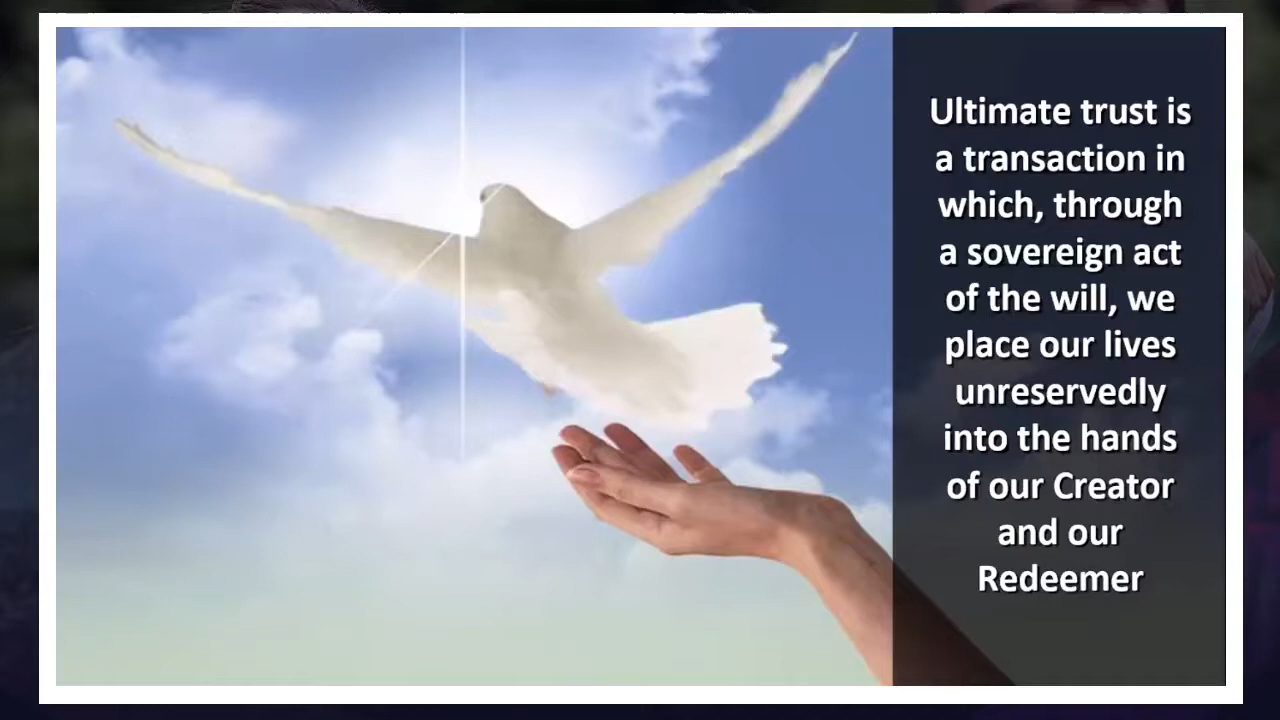 Ultimate trust is
a transaction in
which, through
a sovereign act
of the will, we
place our lives
unreservedly
into the hands
of our Creator
and our
Redeemer